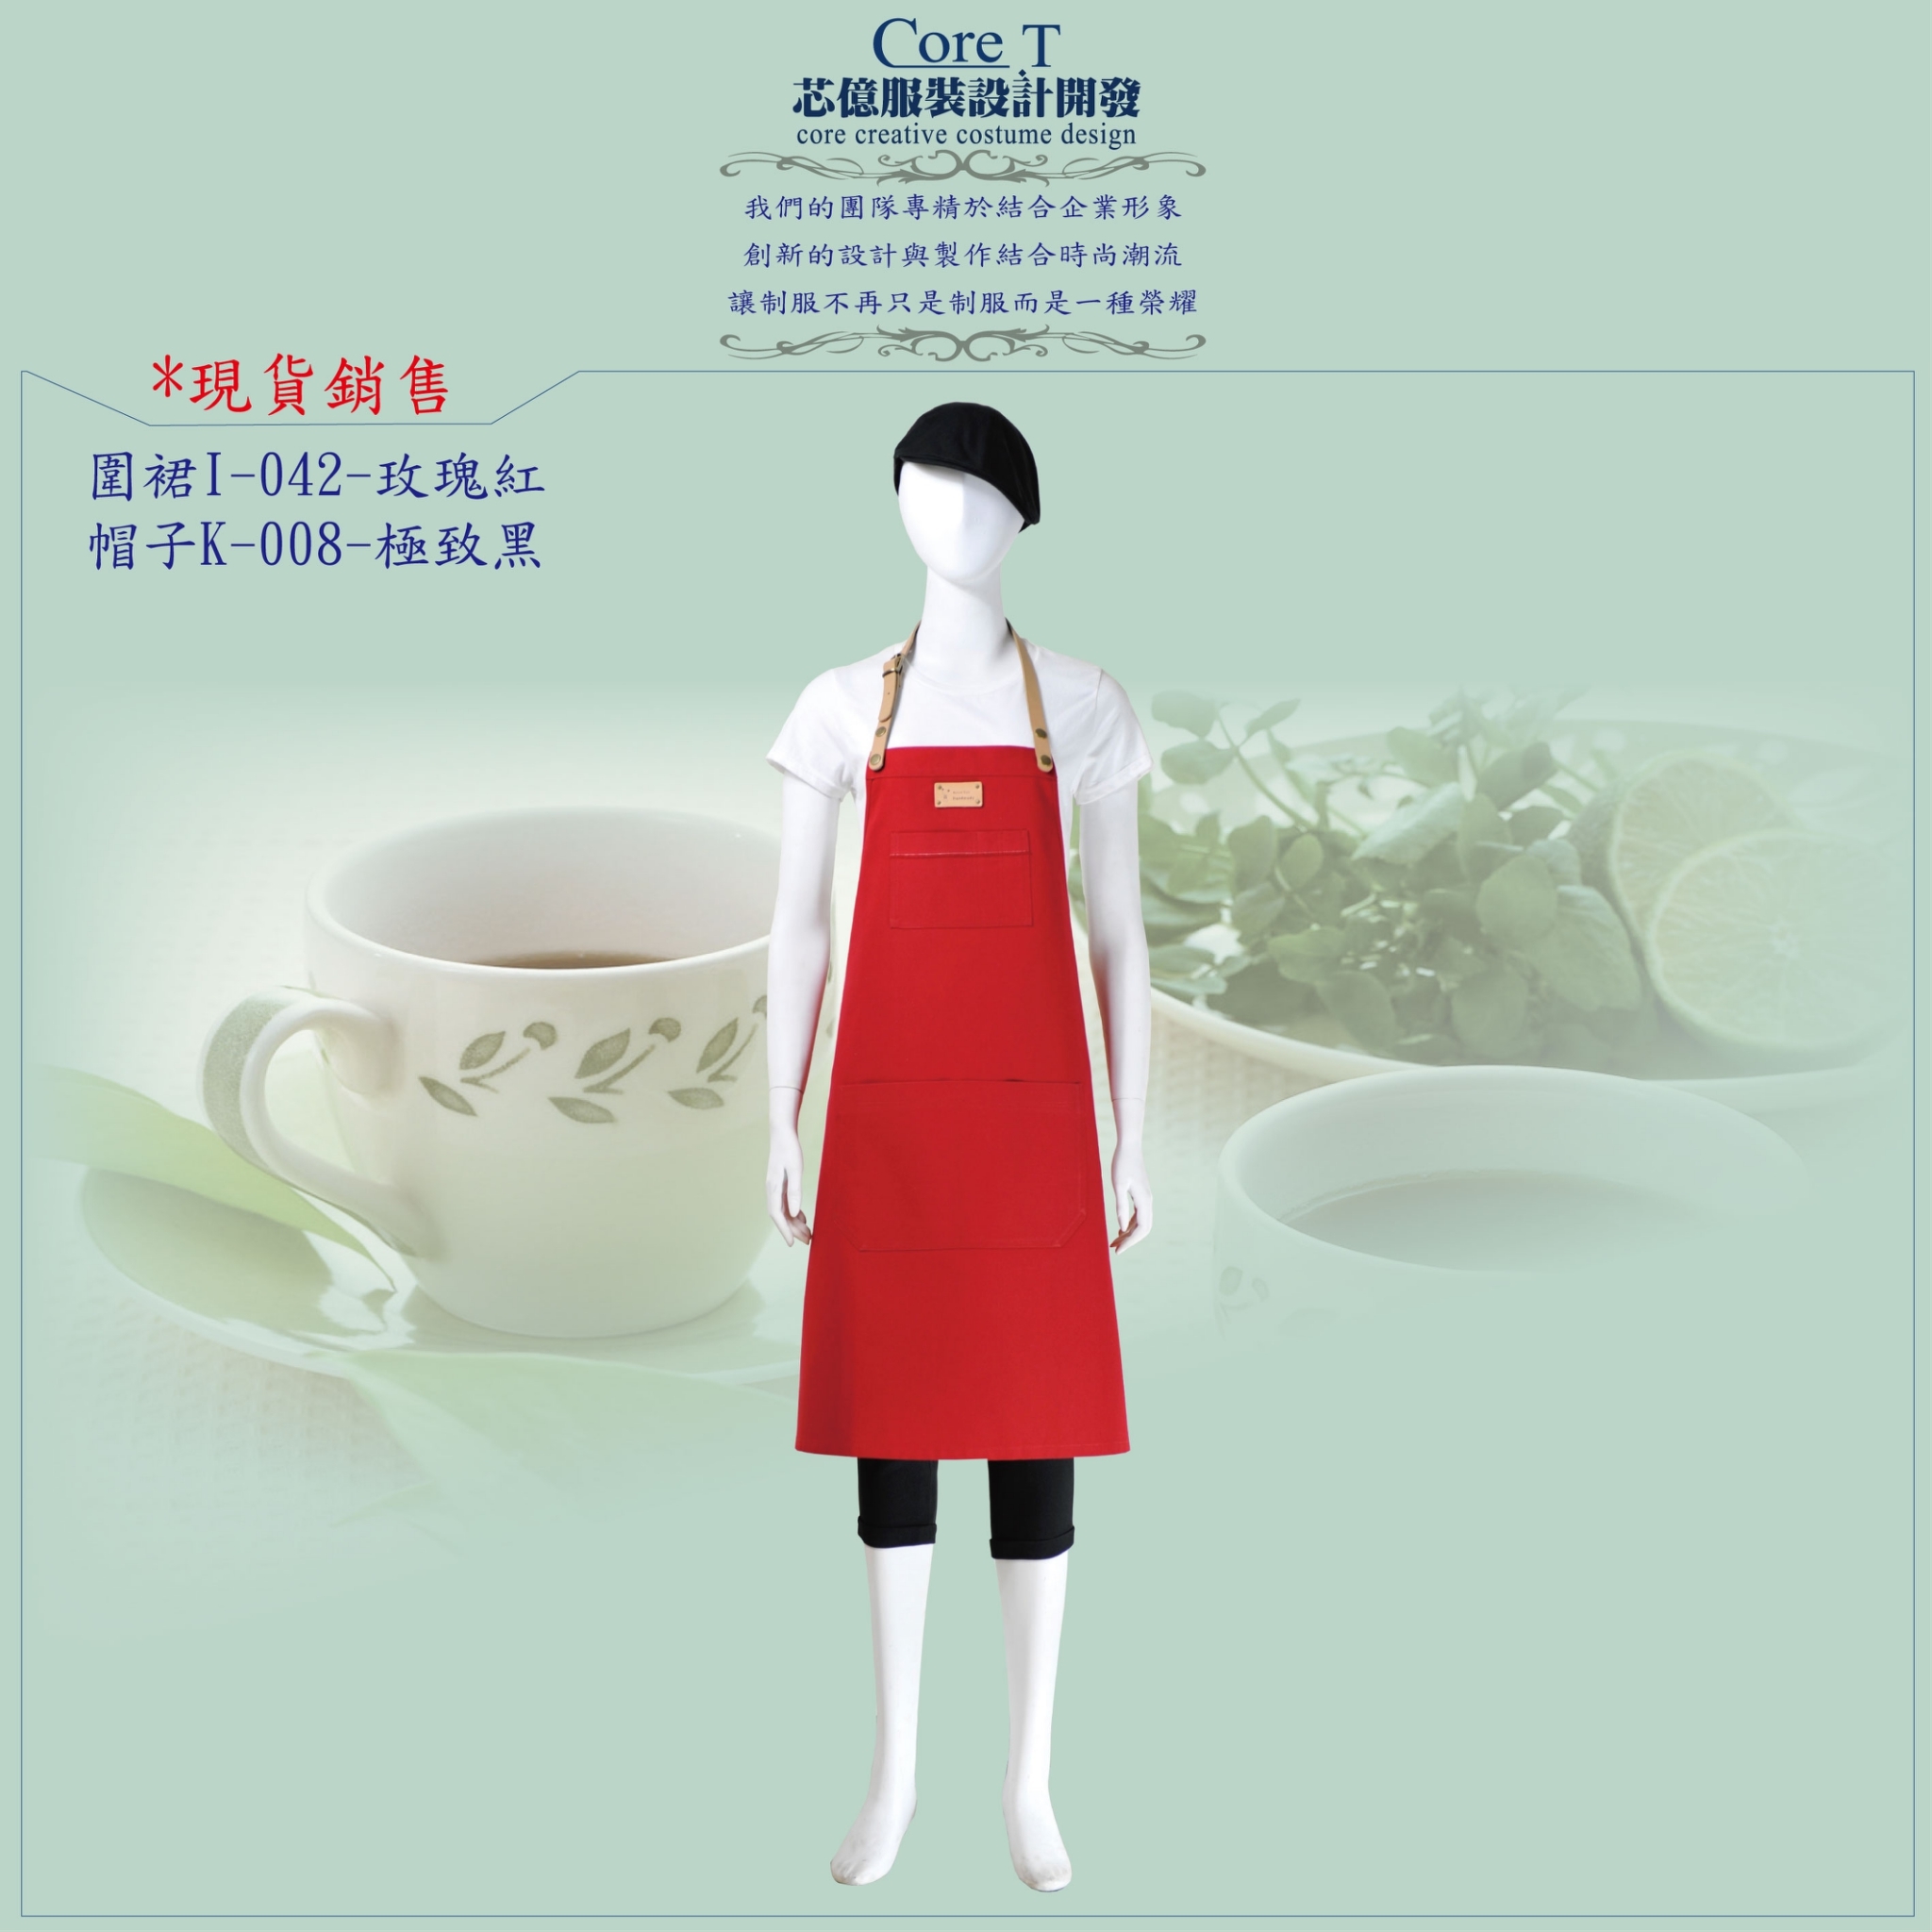 Core T
芯億服裝設計開發
core creative costume design
我們的團隊專精於結合企業形象
創新的設計與製作結合時尚潮流
讓制服不再只是制服而是一種榮耀
*現貨銷售
圍裙I-042-玫瑰紅
帽子K-008-極致黑